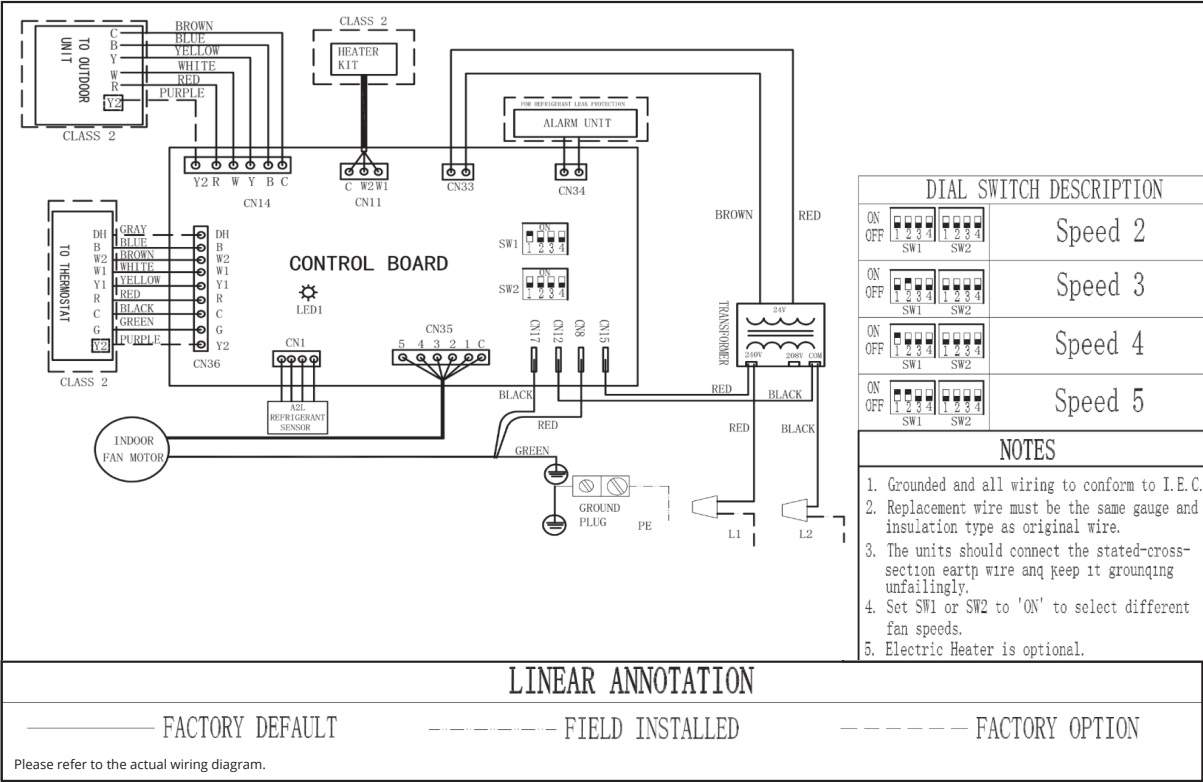 TO OUTDOOR
UNIT
C
B
Y
W
R
Y2
BROWN
BLUE
YELLOW
WHITE
RED
PURPLE
CLASS 2
CLASS 2
HEATER
KIT
FOR REFRIGERANT LEAK PROTECTION
ALARM UNIT
Y2 R W Y B C
CN14
C W2 W1
CN11
CN33
CN34
TO THERMOSTAT
DH
B
W2
W1
Y1
R
C
G
Y2
GRAY
BLUE
BROWN
WHITE
YELLOW
RED
BLACK
GREEN
PURPLE
DH
B
W2
W1
Y1
R
C
G
Y2
CN36
CLASS 2
CONTROL BOARD
LED1
SW1
ON
1 2 3 4
SW2
ON
1 2 3 4
CN1
CN35
5 4 3 2 1 C
CN17
CN12
CN8
CN15
A2L
REFRIGERANT
SENSOR
INDOOR
FAN MOTOR
BLACK
RED
GREEN
RED
BLACK
BROWN
RED
TRANSFORMER
24V
240V 208V COM
RED
BLACK
GROUND
PLUG
PE
L1
L2
DIAL SWITCH DESCRIPTION
ON
OFF
1 2 3 4 1 2 3 4
SW1 SW2
Speed 2
ON
OFF
1 2 3 4 1 2 3 4
SW1 SW2
Speed 3
ON
OFF
1 2 3 4 1 2 3 4
SW1 SW2
Speed 4
ON
OFF
1 2 3 4 1 2 3 4
SW1 SW2
Speed 5
NOTES
1. Grounded and all wiring to conform to I.E.C.
2. Replacement wire must be the same gauge and
insulation type as original wire.
3. The units should connect the stated-cross-
section earth wire and keep it grounding
unfailingly.
4. Set SW1 or SW2 to 'ON' to select different
fan speeds.
5. Electric Heater is optional.
LINEAR ANNOTATION
FACTORY DEFAULT
FIELD INSTALLED
FACTORY OPTION
Please refer to the actual wiring diagram.